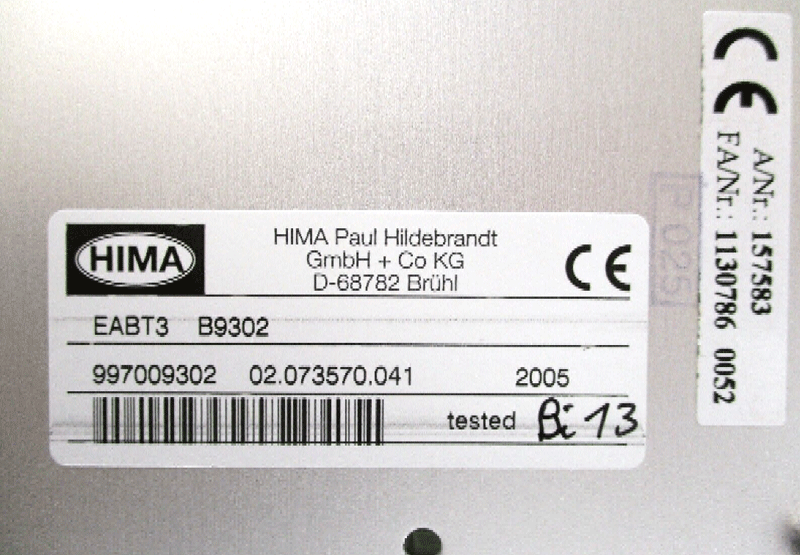 HIMA
HIMA Paul Hildebrandt
GmbH + Co KG
D-68782 Brühl
CE
EABT3 B9302
997009302 02.073570.041 2005
tested Bi 13
CE
A/Nr.: 157583
FA/Nr.: 1130786 0052
P 025